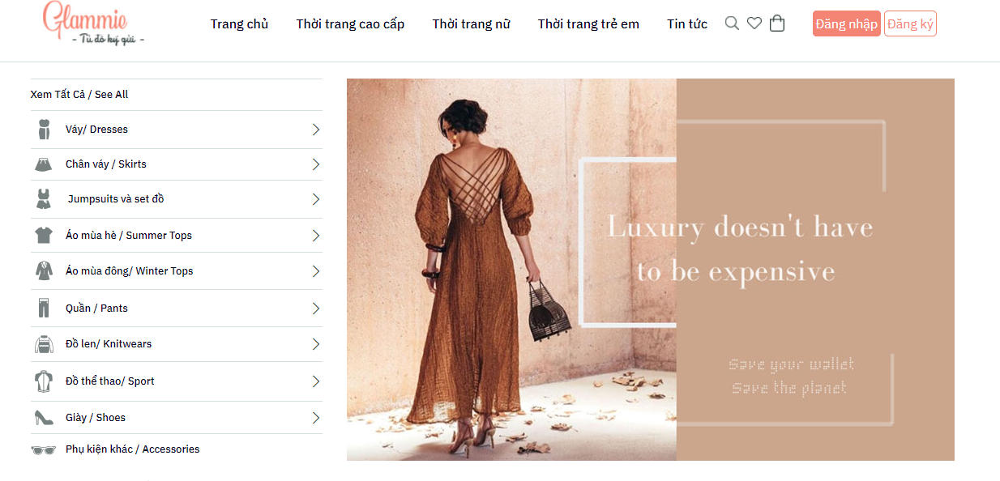 Glammie
- Tủ đồ ký gửi -
Trang chủ
Thời trang cao cấp
Thời trang nữ
Thời trang trẻ em
Tin tức
Đăng nhập
Đăng ký
Xem Tất Cả / See All
Váy/ Dresses
Chân váy / Skirts
Jumpsuits và set đồ
Áo mùa hè / Summer Tops
Áo mùa đông/ Winter Tops
Quần / Pants
Đồ len/ Knitwears
Đồ thể thao/ Sport
Giày / Shoes
Phụ kiện khác / Accessories
Luxury doesn't have
to be expensive
Save your wallet
Save the planet